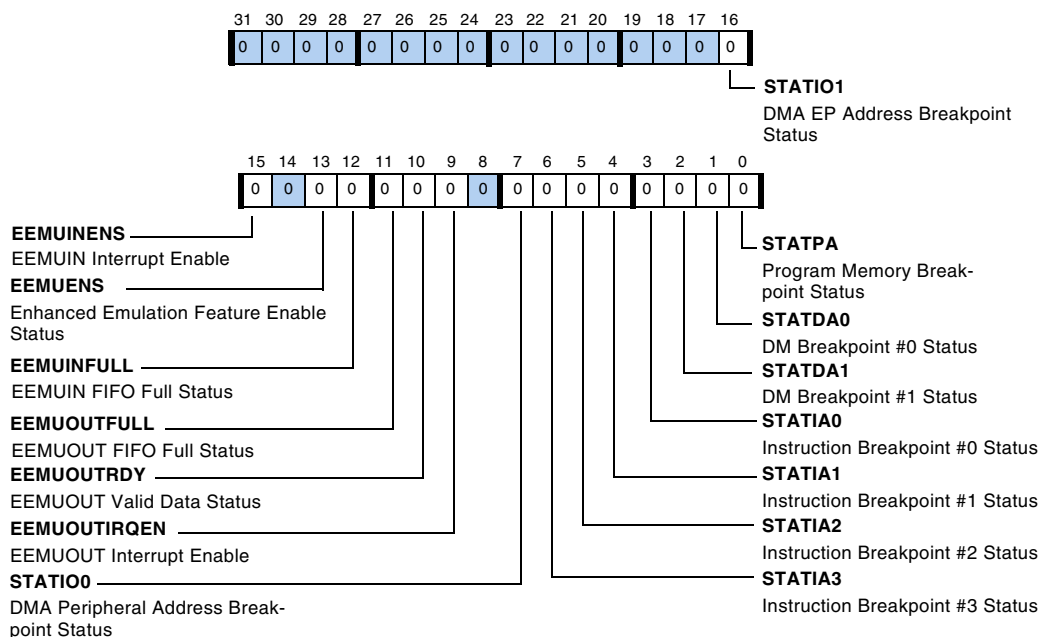 31 30 29 28 27 26 25 24 23 22 21 20 19 18 17 16
0 0 0 0 0 0 0 0 0 0 0 0 0 0 0 0
STATIO1
DMA EP Address Breakpoint
Status
15 14 13 12 11 10 9 8 7 6 5 4 3 2 1 0
0 0 0 0 0 0 0 0 0 0 0 0 0 0 0 0
EEMUINENS
EEMUIN Interrupt Enable
EEMUENS
Enhanced Emulation Feature Enable
Status
EEMUINFULL
EEMUIN FIFO Full Status
EEMUOUTFULL
EEMUOUT FIFO Full Status
EEMUOUTRDY
EEMUOUT Valid Data Status
EEMUOUTIRQEN
EEMUOUT Interrupt Enable
STATIO0
DMA Peripheral Address Break-
point Status
STATPA
Program Memory Break-
point Status
STATDA0
DM Breakpoint #0 Status
STATDA1
DM Breakpoint #1 Status
STATIA0
Instruction Breakpoint #0 Status
STATIA1
Instruction Breakpoint #1 Status
STATIA2
Instruction Breakpoint #2 Status
STATIA3
Instruction Breakpoint #3 Status